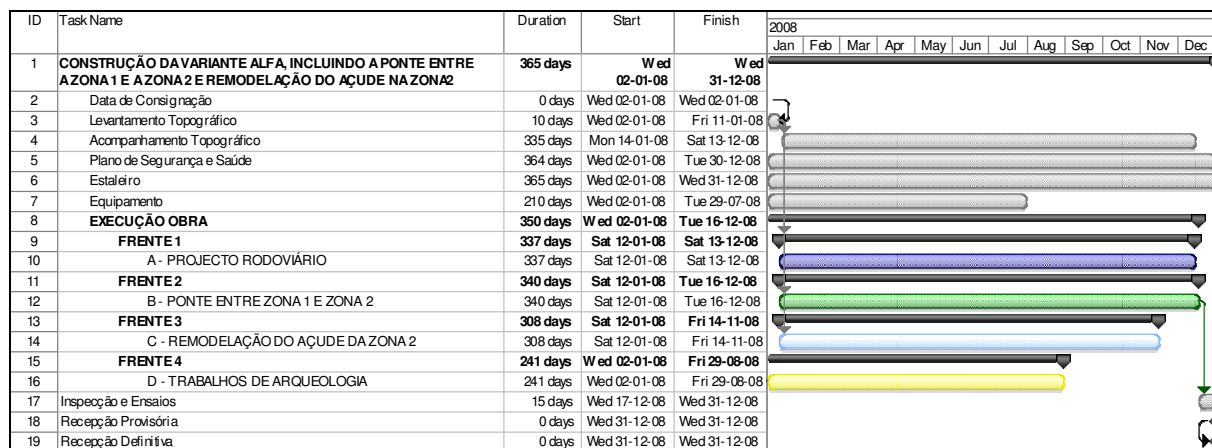 ID Task Name Duration Start Finish 2008
Jan Feb Mar Apr May Jun Jul Aug Sep Oct Nov Dec
1 CONSTRUÇÃO DA VARIANTE ALFA, INCLUINDO A PONTE ENTRE 365 days Wed Wed
A ZONA 1 E A ZONA 2 E REMODELAÇÃO DO AÇUDE NA ZONA2 02-01-08 31-12-08
2 Data de Consignação 0 days Wed 02-01-08 Wed 02-01-08
3 Levantamento Topográfico 10 days Wed 02-01-08 Fri 11-01-08
4 Acompanhamento Topográfico 335 days Mon 14-01-08 Sat 13-12-08
5 Plano de Segurança e Saúde 364 days Wed 02-01-08 Tue 30-12-08
6 Estaleiro 365 days Wed 02-01-08 Wed 31-12-08
7 Equipamento 210 days Wed 02-01-08 Tue 29-07-08
8 EXECUÇÃO OBRA 350 days Wed 02-01-08 Tue 16-12-08
9 FRENTE 1 337 days Sat 12-01-08 Sat 13-12-08
10 A - PROJECTO RODOVIÁRIO 337 days Sat 12-01-08 Sat 13-12-08
11 FRENTE 2 340 days Sat 12-01-08 Tue 16-12-08
12 B - PONTE ENTRE ZONA 1 E ZONA 2 340 days Sat 12-01-08 Tue 16-12-08
13 FRENTE 3 308 days Sat 12-01-08 Fri 14-11-08
14 C - REMODELAÇÃO DO AÇUDE DA ZONA 2 308 days Sat 12-01-08 Fri 14-11-08
15 FRENTE 4 241 days Wed 02-01-08 Fri 29-08-08
16 D - TRABALHOS DE ARQUEOLOGIA 241 days Wed 02-01-08 Fri 29-08-08
17 Inspecção e Ensaios 15 days Wed 17-12-08 Wed 31-12-08
18 Recepção Provisória 0 days Wed 31-12-08 Wed 31-12-08
19 Recepção Definitiva 0 days Wed 31-12-08 Wed 31-12-08